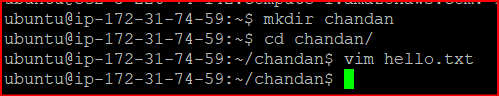 ubuntu@ip-172-31-74-59:~$ mkdir chandan
ubuntu@ip-172-31-74-59:~$ cd chandan/
ubuntu@ip-172-31-74-59:~/chandan$ vim hello.txt
ubuntu@ip-172-31-74-59:~/chandan$